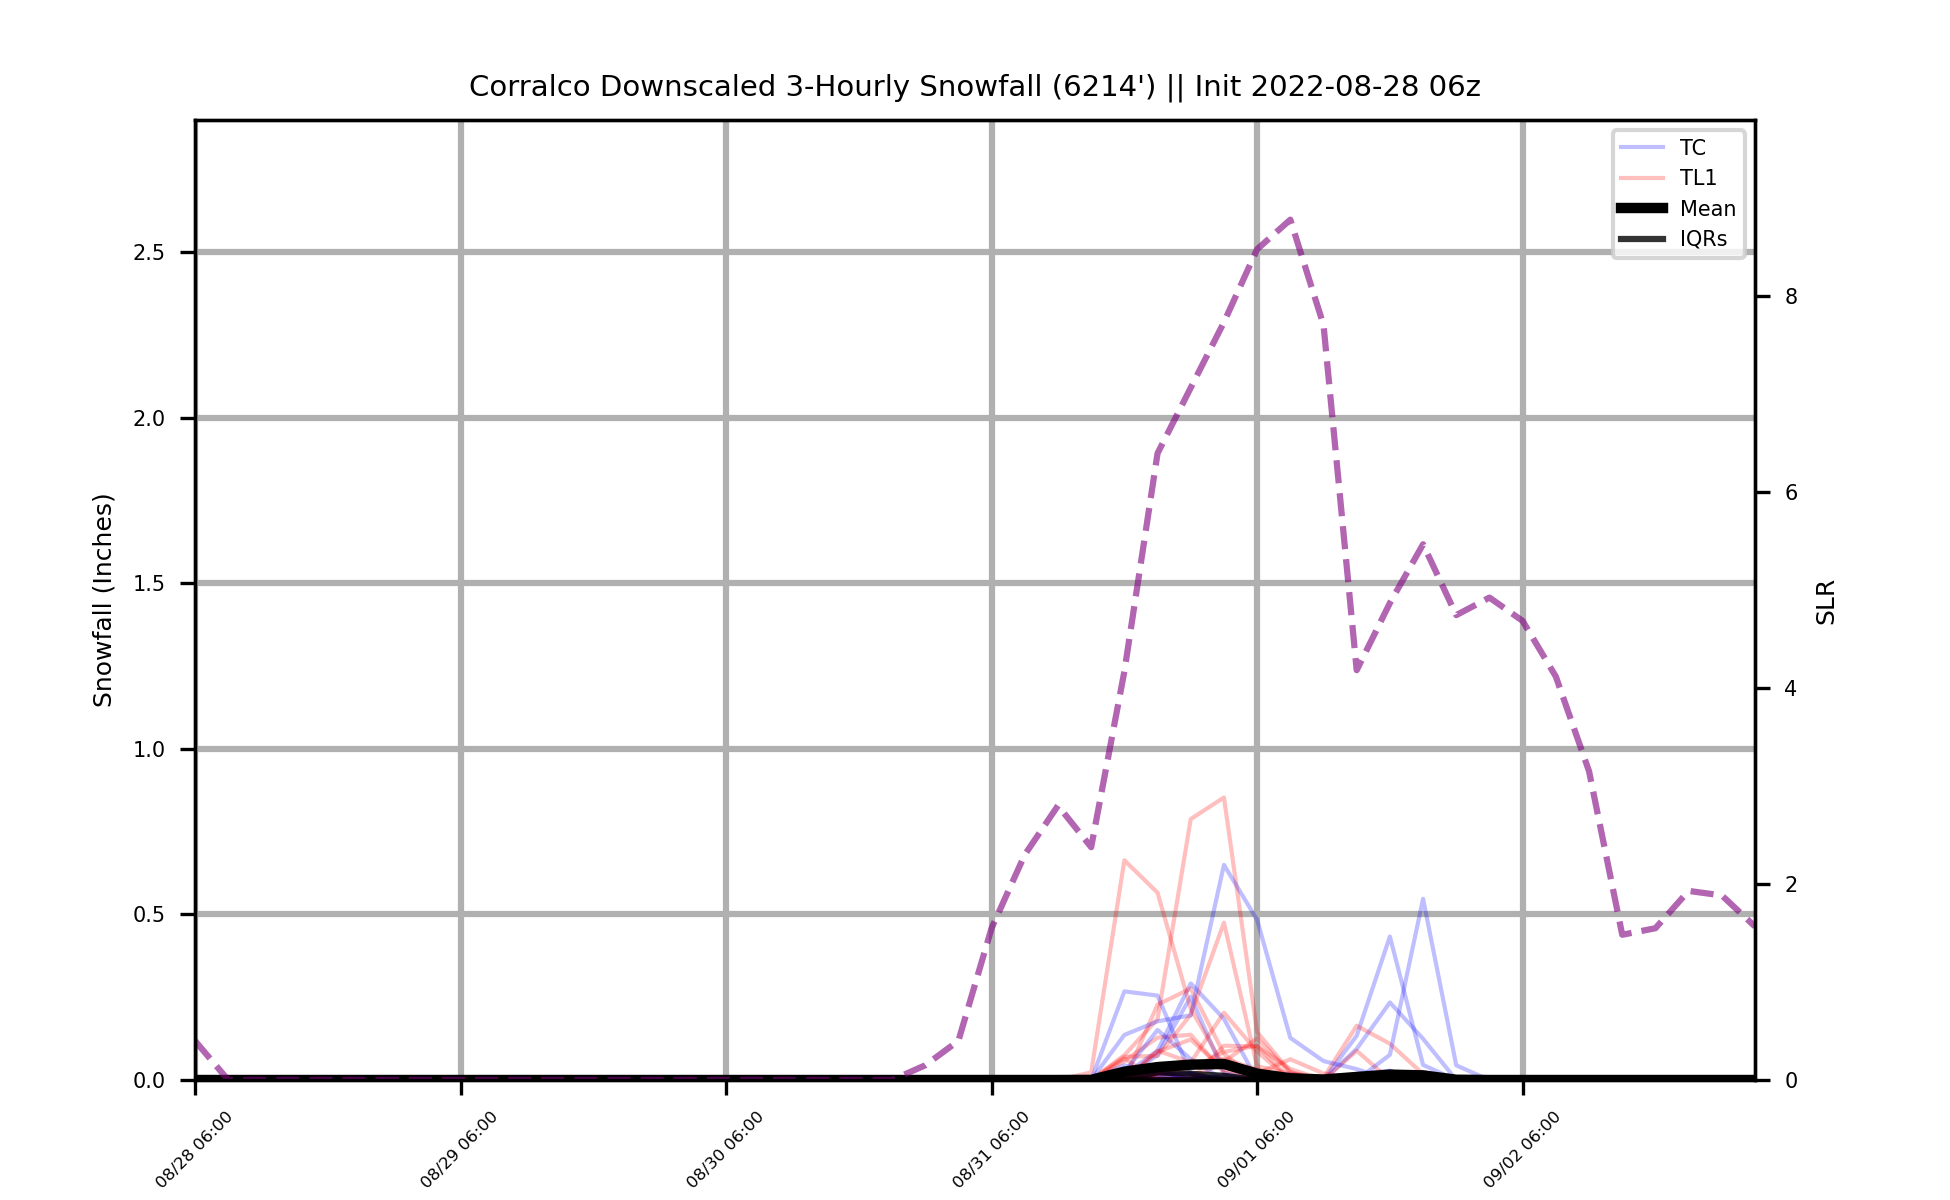 Corralco Downscaled 3-Hourly Snowfall (6214') || Init 2022-08-28 06z
TC
TL1
Mean
IQRs
Snowfall (Inches)
2.5
2.0
1.5
1.0
0.5
0.0
8
6
4
2
0
SLR
08/28 06:00
08/29 06:00
08/30 06:00
08/31 06:00
09/01 06:00
09/02 06:00